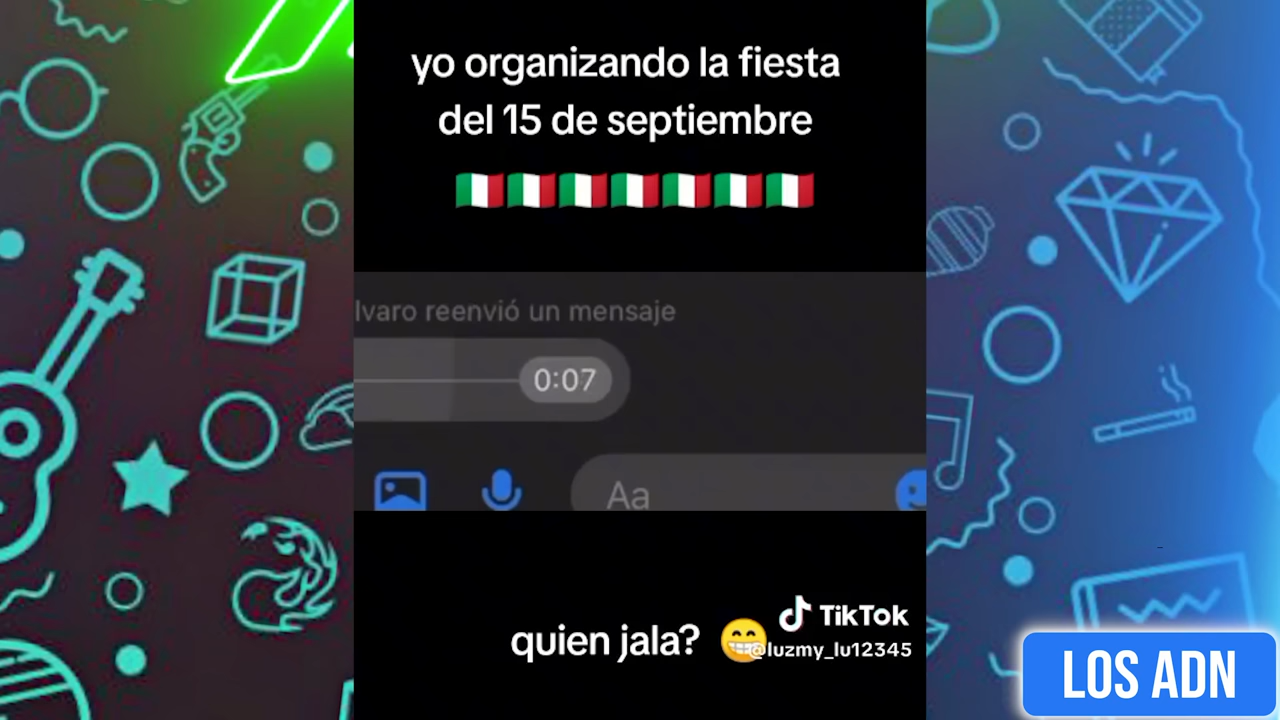 yo organizando la fiesta
del 15 de septiembre
🇮🇹🇮🇹🇮🇹🇮🇹🇮🇹🇮🇹🇮🇹
lvaro reenvió un mensaje
0:07
Aa
quien jala? 😁
TikTok
@luzmy_lu12345
LOS ADN